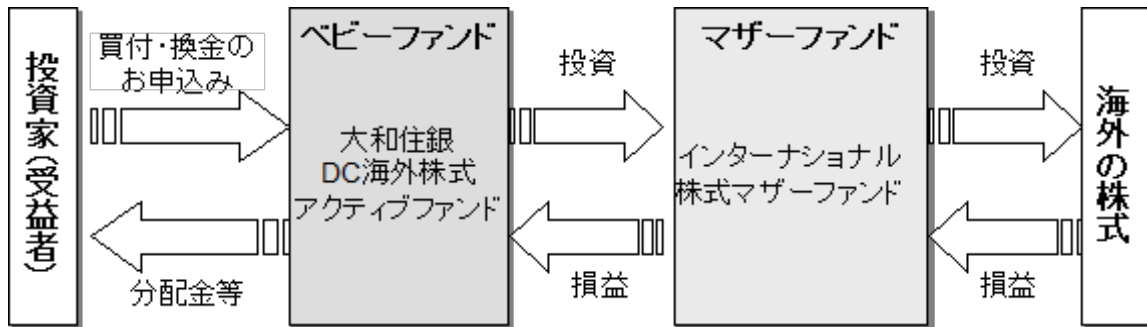 投資家(受益者)
買付・換金の
お申込み
分配金等
ベビーファンド
大和住銀
DC海外株式
アクティブファンド
投資
損益
マザーファンド
インターナショナル
株式マザーファンド
投資
損益
海外の株式